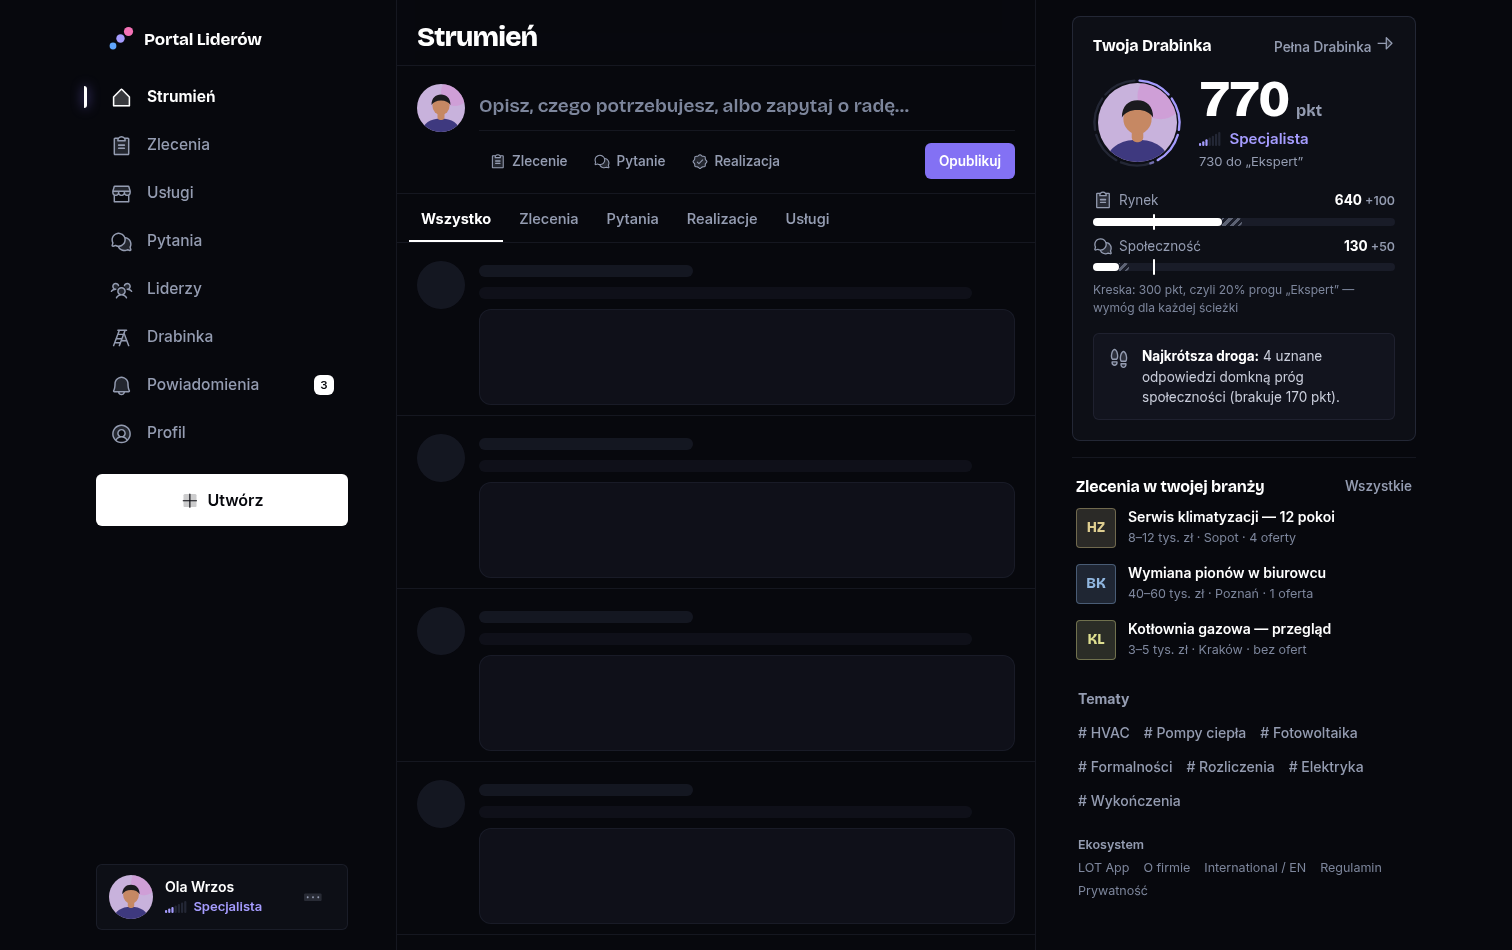 Portal Liderów
Strumień
Zlecenia
Usługi
Pytania
Liderzy
Drabinka
Powiadomienia 3
Profil
Utwórz
Ola Wrzos
Specjalista
Strumień
Opisz, czego potrzebujesz, albo zapytaj o radę...
Zlecenie Pytanie Realizacja Opublikuj
Wszystko Zlecenia Pytania Realizacje Usługi
Twoja Drabinka Pełna Drabinka
770 pkt
Specjalista
730 do „Ekspert”
Rynek 640 +100
Społeczność 130 +50
Kreska: 300 pkt, czyli 20% progu „Ekspert” —
wymóg dla każdej ścieżki
Najkrótsza droga: 4 uznane
odpowiedzi domkną próg
społeczności (brakuje 170 pkt).
Zlecenia w twojej branży Wszystkie
HZ Serwis klimatyzacji — 12 pokoi
8–12 tys. zł · Sopot · 4 oferty
BK Wymiana pionów w biurowcu
40–60 tys. zł · Poznań · 1 oferta
KL Kotłownia gazowa — przegląd
3–5 tys. zł · Kraków · bez ofert
Tematy
# HVAC # Pompy ciepła # Fotowoltaika
# Formalności # Rozliczenia # Elektryka
# Wykończenia
Ekosystem
LOT App O firmie International / EN Regulamin
Prywatność